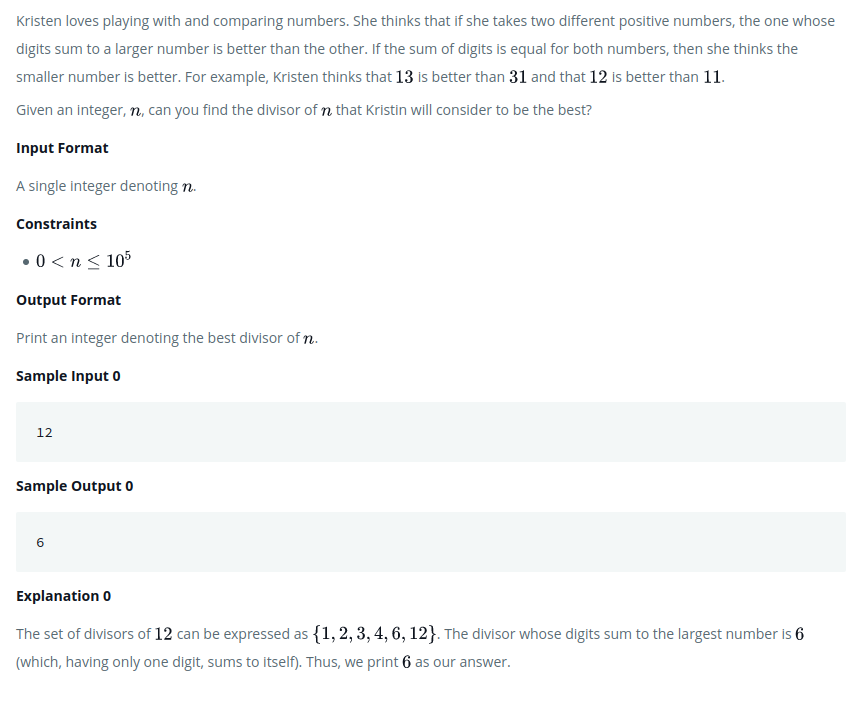 Kristen loves playing with and comparing numbers. She thinks that if she takes two different positive numbers, the one whose
digits sum to a larger number is better than the other. If the sum of digits is equal for both numbers, then she thinks the
smaller number is better. For example, Kristen thinks that 13 is better than 31 and that 12 is better than 11.
Given an integer, n, can you find the divisor of n that Kristin will consider to be the best?
Input Format
A single integer denoting n.
Constraints
• 0 < n ≤ 10⁵
Output Format
Print an integer denoting the best divisor of n.
Sample Input 0
12
Sample Output 0
6
Explanation 0
The set of divisors of 12 can be expressed as {1, 2, 3, 4, 6, 12}. The divisor whose digits sum to the largest number is 6
(which, having only one digit, sums to itself). Thus, we print 6 as our answer.